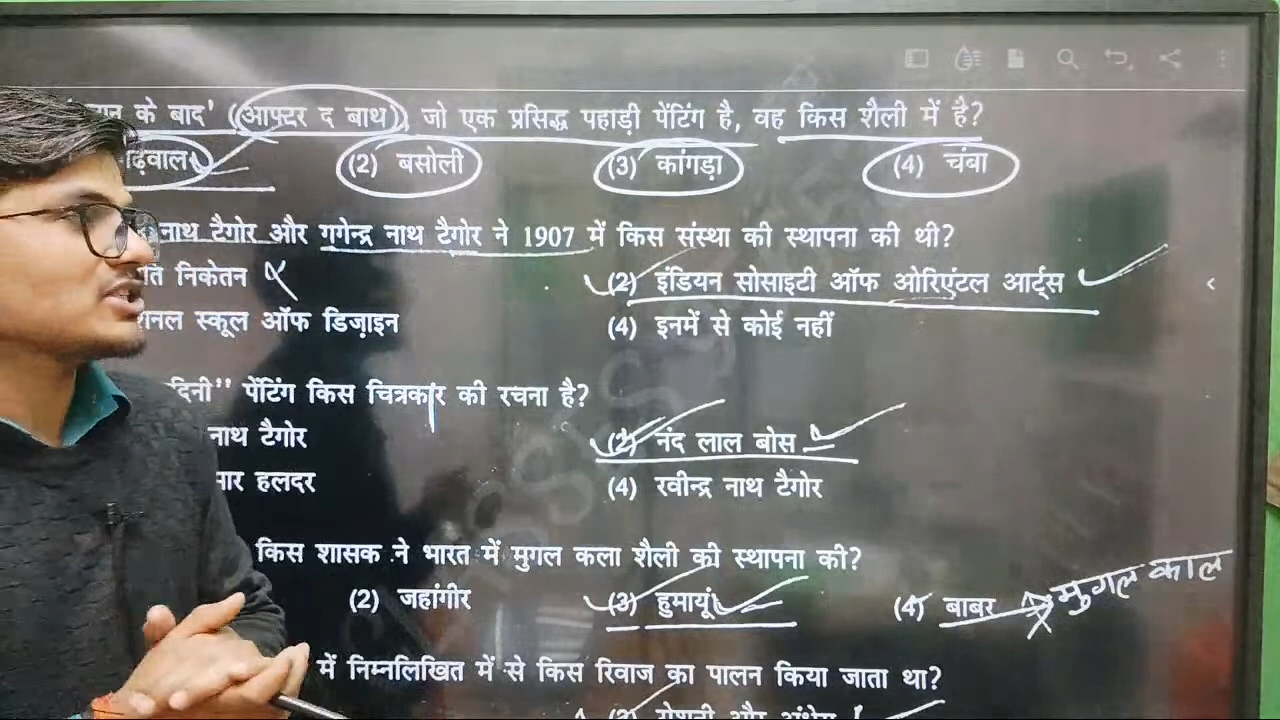 के बाद' (आफ्टर द बाथ), जो एक प्रसिद्ध पहाड़ी पेंटिंग है, वह किस शैली में है?
ढ़वाल (2) बसोली (3) कांगड़ा (4) चंबा
नाथ टैगोर और गगेन्द्र नाथ टैगोर ने 1907 में किस संस्था की स्थापना की थी?
ति निकेतन (2) इंडियन सोसाइटी ऑफ ओरिएंटल आर्ट्स
शनल स्कूल ऑफ डिज़ाइन (4) इनमें से कोई नहीं
दिनी" पेंटिंग किस चित्रकार की रचना है?
नाथ टैगोर (2) नंद लाल बोस
मार हलदर (4) रवीन्द्र नाथ टैगोर
किस शासक ने भारत में मुगल कला शैली की स्थापना की?
(2) जहांगीर (3) हुमायूं (4) बाबर मुगल काल
में निम्नलिखित में से किस रिवाज का पालन किया जाता था?